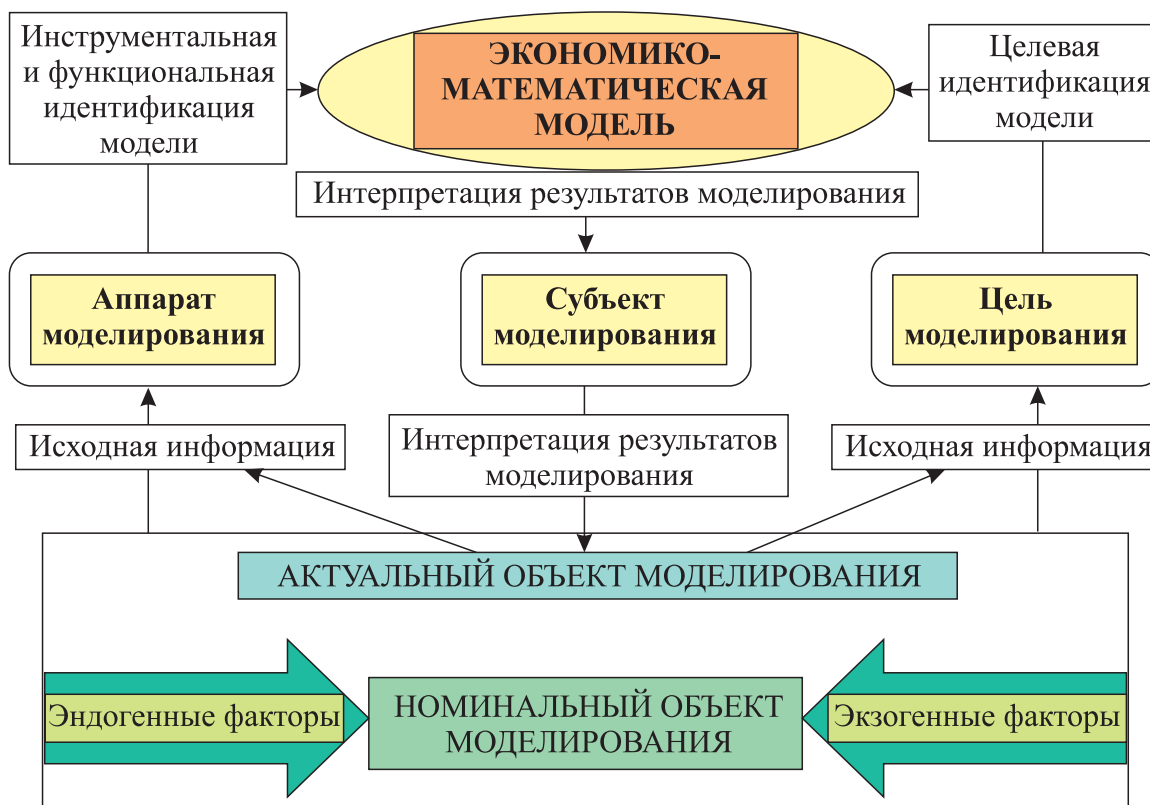 Инструментальная
и функциональная
идентификация
модели
ЭКОНОМИКО-
МАТЕМАТИЧЕСКАЯ
МОДЕЛЬ
Целевая
идентификация
модели
Интерпретация результатов моделирования
Аппарат
моделирования
Субъект
моделирования
Цель
моделирования
Исходная информация
Интерпретация результатов
моделирования
Исходная информация
АКТУАЛЬНЫЙ ОБЪЕКТ МОДЕЛИРОВАНИЯ
Эндогенные факторы
НОМИНАЛЬНЫЙ ОБЪЕКТ
МОДЕЛИРОВАНИЯ
Экзогенные факторы